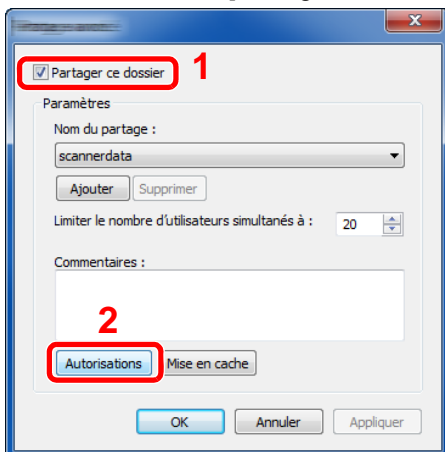 1
Partager ce dossier
Paramètres
Nom du partage :
scannerdata
Ajouter Supprimer
Limiter le nombre d'utilisateurs simultanés à : 20
Commentaires :
2
Autorisations Mise en cache
OK Annuler Appliquer